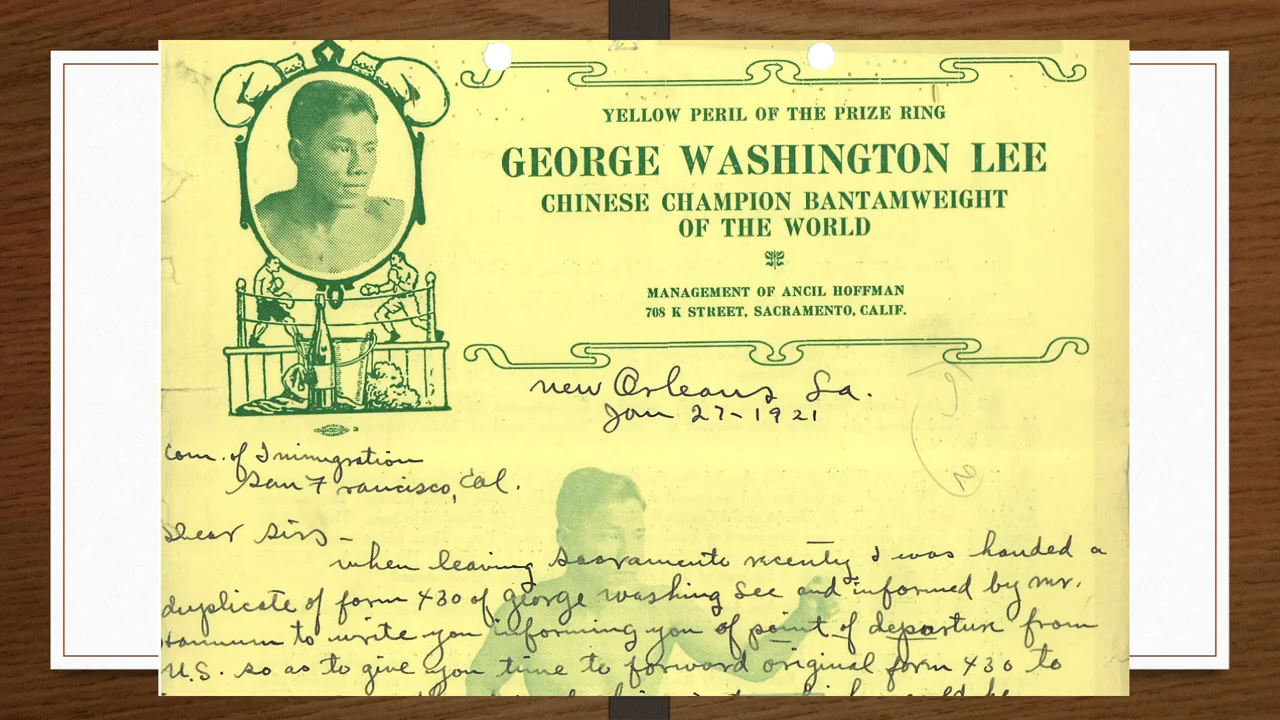 YELLOW PERIL OF THE PRIZE RING
GEORGE WASHINGTON LEE
CHINESE CHAMPION BANTAMWEIGHT
OF THE WORLD
MANAGEMENT OF ANCIL HOFFMAN
708 K STREET, SACRAMENTO, CALIF.
New Orleans La.
Jan 27-1921
Com. of Immigration
San Francisco, Cal.
Dear Sirs-
When leaving Sacramento recently I was handed a
duplicate of form 430 of George Washing Lee and informed by Mr.
Hannum to write you informing you of point of departure from
U.S. so as to give you time to forward original form 430 to